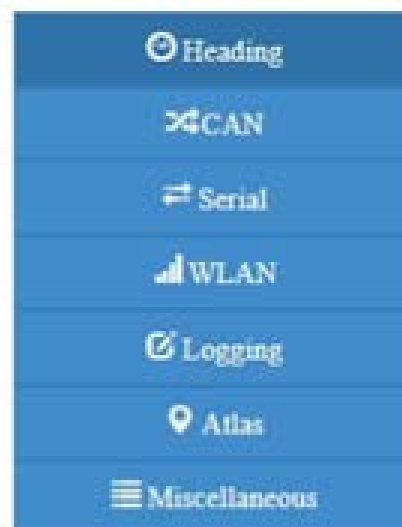 Heading
CAN
Serial
WLAN
Logging
Atlas
Miscellaneous